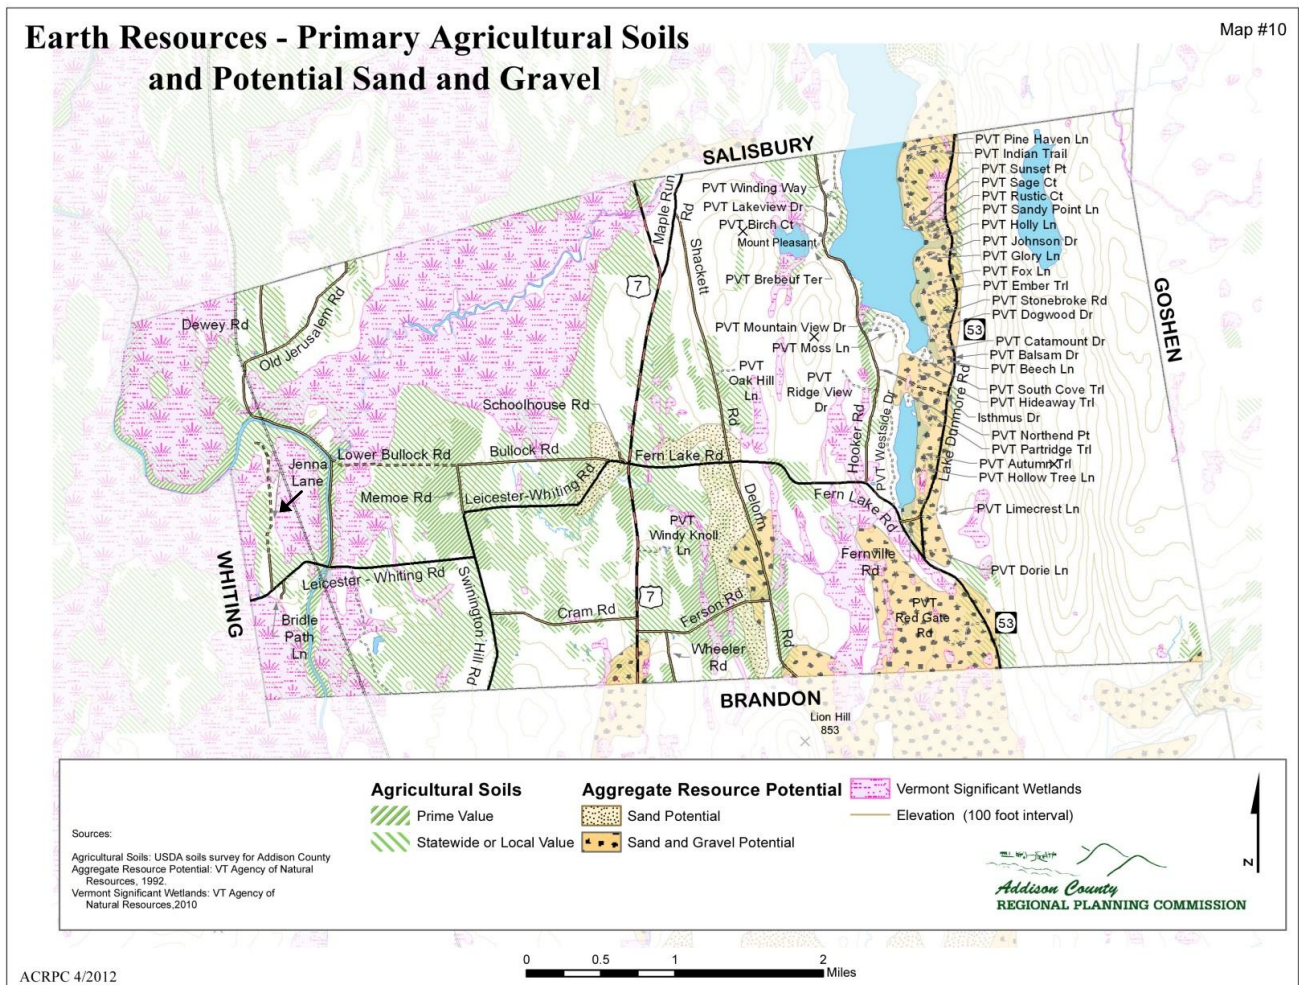 Earth Resources - Primary Agricultural Soils
and Potential Sand and Gravel
Map #10
SALISBURY
PVT Pine Haven Ln
PVT Indian Trail
PVT Sunset Pt
PVT Sage Ct
PVT Rustic Ct
PVT Sandy Point Ln
PVT Holly Ln
PVT Johnson Dr
PVT Glory Ln
PVT Fox Ln
PVT Ember Trl
PVT Stonebroke Rd
PVT Dogwood Dr
53
PVT Catamount Dr
PVT Balsam Dr
PVT Beech Ln
PVT South Cove Trl
PVT Hideaway Trl
Isthmus Dr
PVT Northend Pt
PVT Partridge Trl
PVT Autumn Trl
PVT Hollow Tree Ln
PVT Limecrest Ln
PVT Dorie Ln
53
GOSHEN
Lake Dunmore Rd
PVT Winding Way
PVT Lakeview Dr
PVT Birch Ct
Mount Pleasant
PVT Brebeuf Ter
PVT Mountain View Dr
PVT Moss Ln
PVT
Oak Hill
Ln
PVT
Ridge View
Dr
Hooker Rd
PVT Westside Dr
Maple Run
Rd
Shackett
Rd
7
Dewey Rd
Old Jerusalem Rd
Schoolhouse Rd
Lower Bullock Rd
Bullock Rd
Fern Lake Rd
Jenna
Lane
Memoe Rd
Leicester-Whiting Rd
Delorm
Rd
Fern Lake Rd
PVT
Windy Knoll
Ln
Fernville
Rd
PVT
Red Gate
Rd
WHITING
Leicester - Whiting Rd
Swinington Hill Rd
Cram Rd
7
Ferson Rd
Bridle
Path
Ln
Wheeler
Rd
BRANDON
Lion Hill
853
Agricultural Soils
Prime Value
Statewide or Local Value
Aggregate Resource Potential
Sand Potential
Sand and Gravel Potential
Vermont Significant Wetlands
Elevation (100 foot interval)
Sources:
Agricultural Soils: USDA soils survey for Addison County
Aggregate Resource Potential: VT Agency of Natural
Resources, 1992.
Vermont Significant Wetlands: VT Agency of
Natural Resources,2010
N
Addison County
REGIONAL PLANNING COMMISSION
0 0.5 1 2
Miles
ACRPC 4/2012